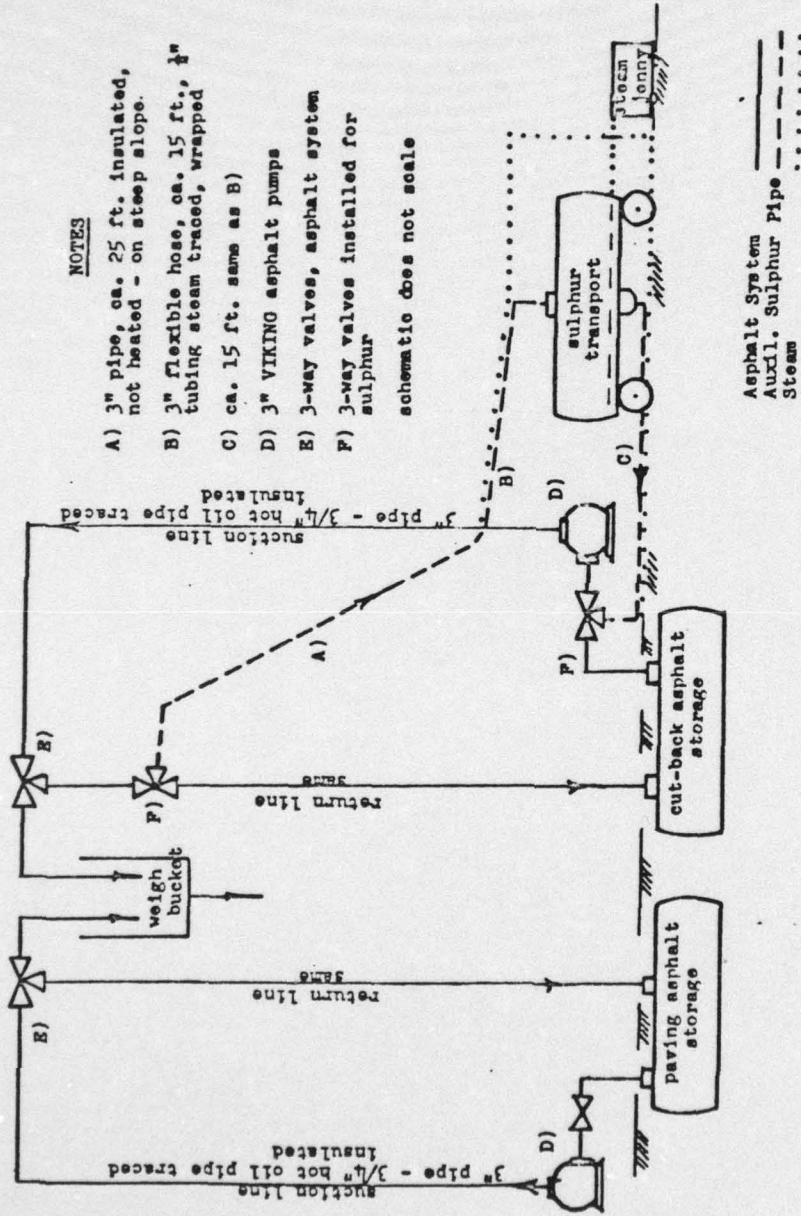 NOTES
A) 3" pipe, ca. 25 ft. insulated,
not heated - on steep slope.
B) 3" flexible hose, ca. 15 ft., ½"
tubing steam traced, wrapped
C) ca. 15 ft. same as B)
D) 3" VIKING asphalt pumps
E) 3-way valves, asphalt system
F) 3-way valves installed for
sulphur
schematic does not scale
E)
E)
weigh
bucket
F)
A)
B)
suction line
3" pipe - 3/4" hot oil pipe traced
insulated
return line
same
return line
same
suction line
3" pipe - 3/4" hot oil pipe traced
insulated
D)
D)
F)
C)
paving asphalt
storage
cut-back asphalt
storage
sulphur
transport
steam
jenny
Asphalt System
Auxil. Sulphur Pipe
Steam